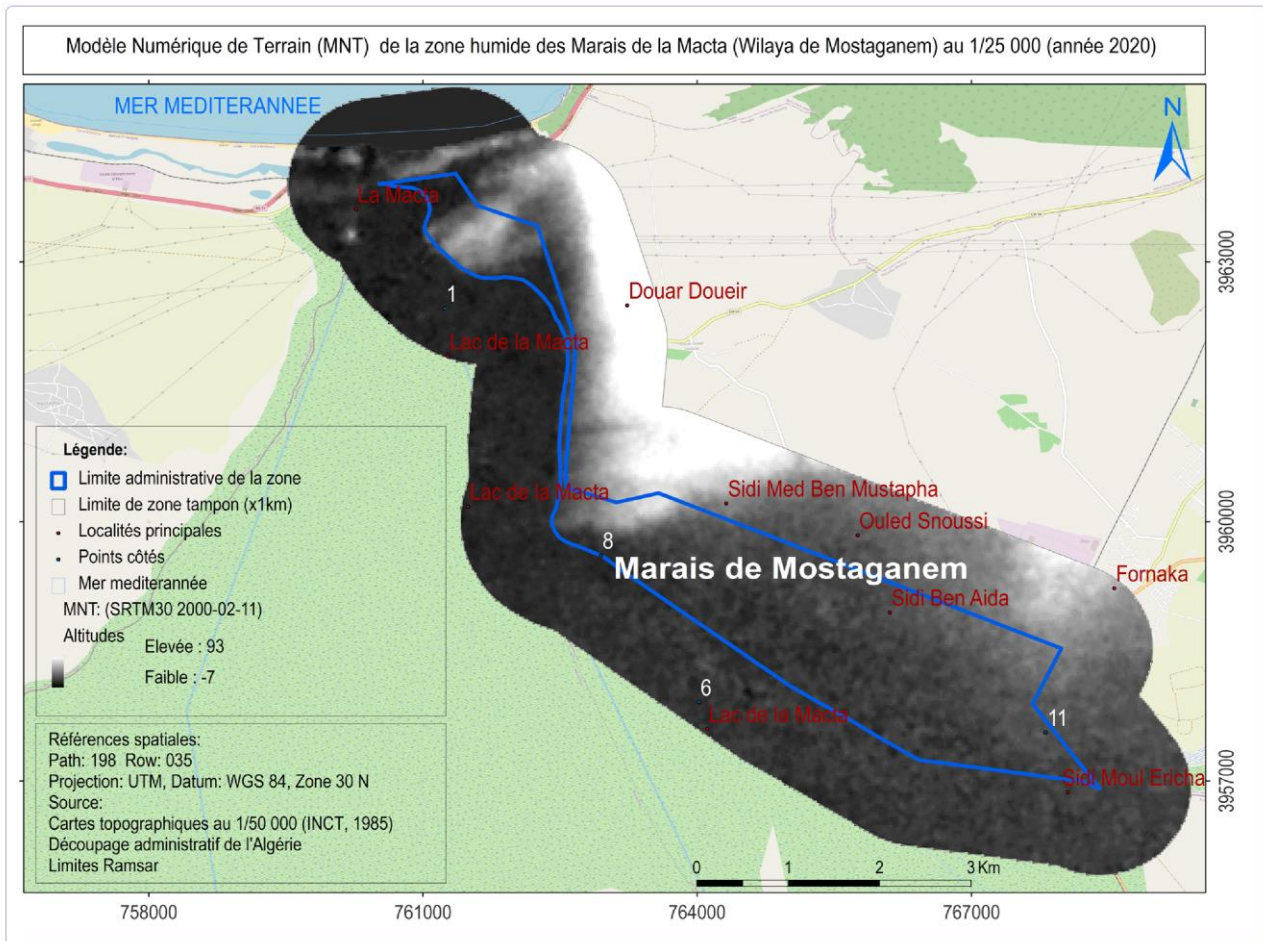 Modèle Numérique de Terrain (MNT) de la zone humide des Marais de la Macta (Wilaya de Mostaganem) au 1/25 000 (année 2020)
MER MEDITERANNEE
N
La Macta
3963000
1
Douar Doueir
Lac de la Macta
Légende:
Limite administrative de la zone
Limite de zone tampon (x1km)
Localités principales
Points côtés
Mer mediterannée
MNT: (SRTM30 2000-02-11)
Altitudes
Elevée : 93
Faible : -7
Lac de la Macta
Sidi Med Ben Mustapha
3960000
Ouled Snoussi
8
Marais de Mostaganem
Fornaka
Sidi Ben Aida
6
Lac de la Macta
11
Sidi Moul Ericha
3957000
Références spatiales:
Path: 198 Row: 035
Projection: UTM, Datum: WGS 84, Zone 30 N
Source:
Cartes topographiques au 1/50 000 (INCT, 1985)
Découpage administratif de l'Algérie
Limites Ramsar
0 1 2 3 Km
758000 761000 764000 767000